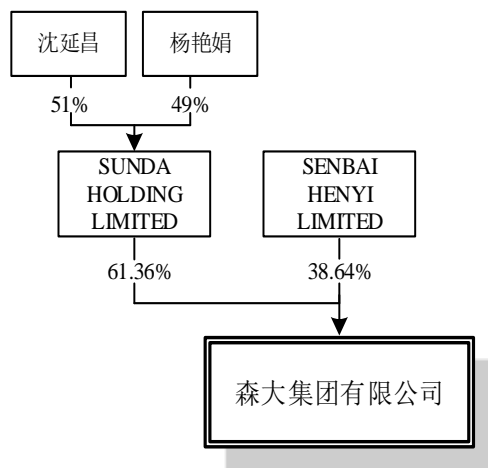 沈延昌
杨艳娟
51%
49%
SUNDA
HOLDING
LIMITED
SENBAI
HENYI
LIMITED
61.36%
38.64%
森大集团有限公司